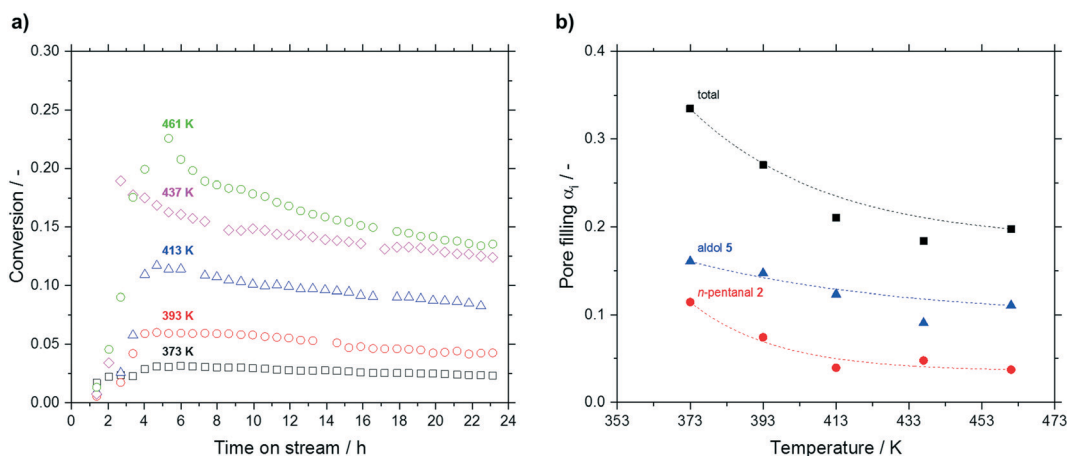 a)
0.30
0.25
0.20
0.15
0.10
0.05
0.00
Conversion / -
461 K
437 K
413 K
393 K
373 K
0 2 4 6 8 10 12 14 16 18 20 22 24
Time on stream / h
b)
0.4
0.3
0.2
0.1
0.0
Pore filling αi / -
total
aldol 5
n-pentanal 2
353 373 393 413 433 453 473
Temperature / K